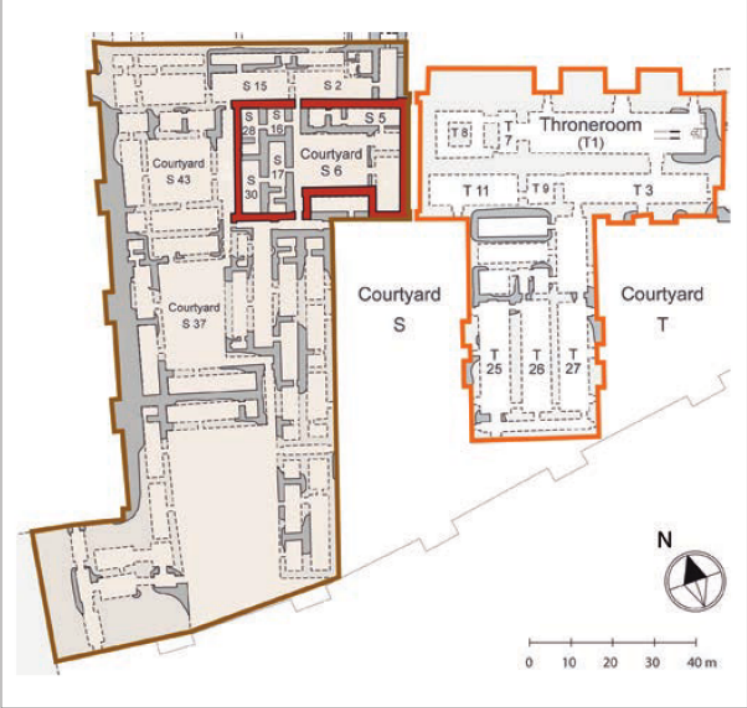 S 15
S 2
S
28
S
16
S 5
Throneroom
(T1)
T 8
T
7
Courtyard
S 43
Courtyard
S 6
S
17
S
30
T 11
T 9
T 3
Courtyard
S 37
Courtyard
S
Courtyard
T
T
25
T
26
T
27
N
0 10 20 30 40 m